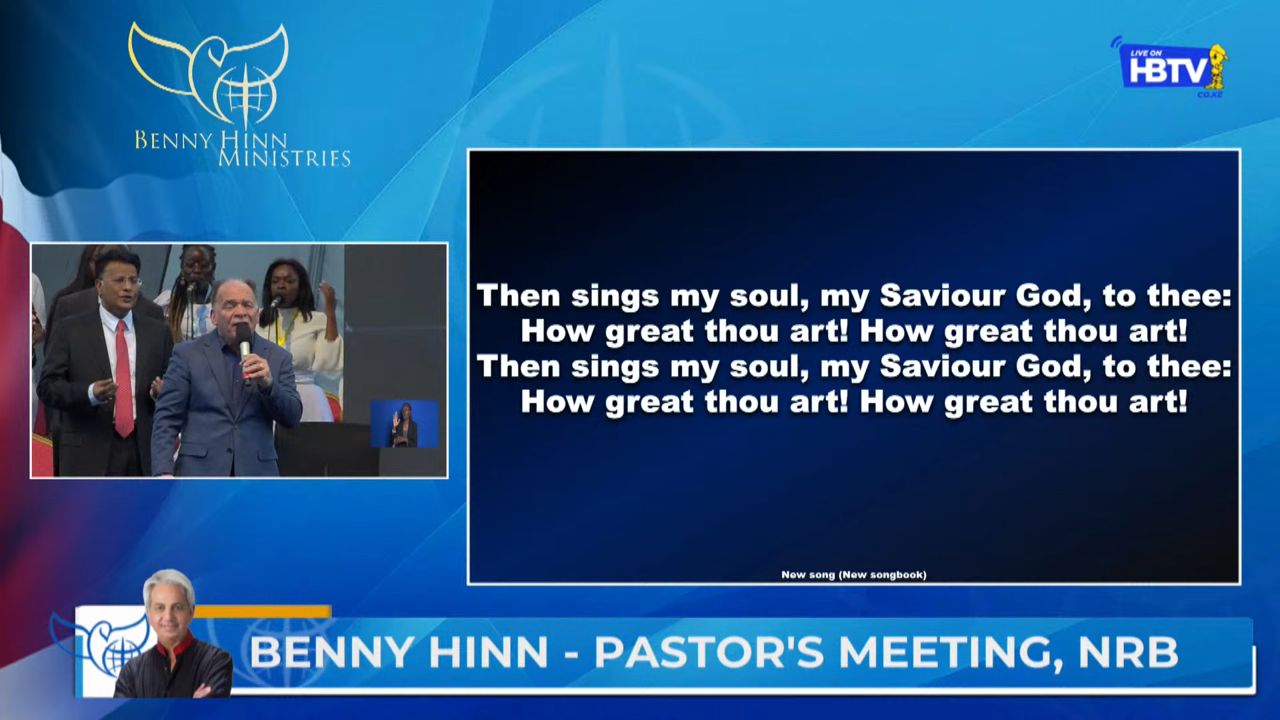 BENNY HINN
MINISTRIES
LIVE ON
HBTV
CO.KE
Then sings my soul, my Saviour God, to thee:
How great thou art! How great thou art!
Then sings my soul, my Saviour God, to thee:
How great thou art! How great thou art!
New song (New songbook)
BENNY HINN - PASTOR'S MEETING, NRB